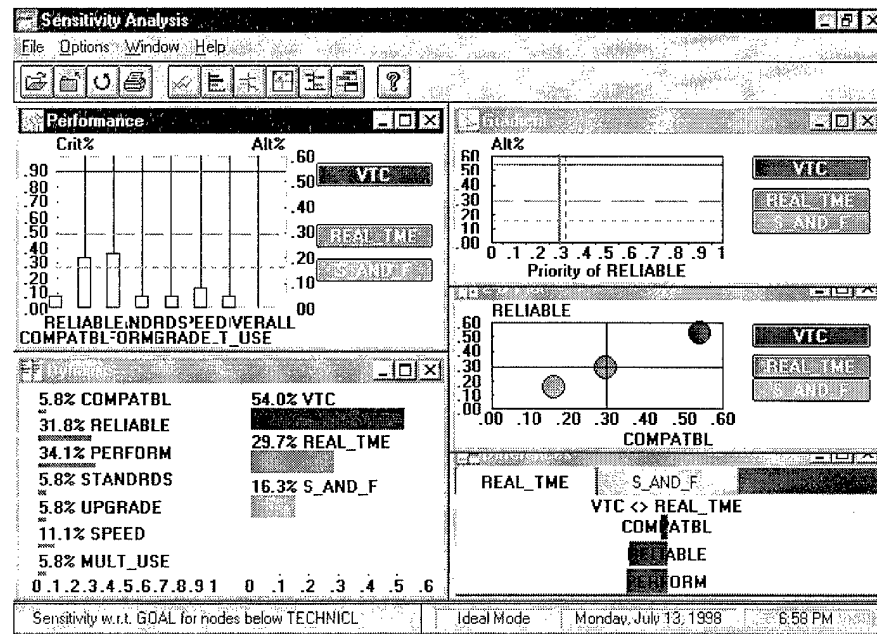 Sensitivity Analysis
File Options Window Help
Performance
Crit% Alt%
.90
.80
.70
.60
.50
.40
.30
.20
.10
.00
.60
.50
.40
.30
.20
.10
.00
VTC
REAL_TME
S_AND_F
RELIABLE NDRDS PEED OVERALL
COMPATBL FORM GRADE T_USE
Gradient
Alt%
60
.50
.40
.30
.20
.10
.00
0 .1 .2 .3 .4 .5 .6 .7 .8 .9 1
Priority of RELIABLE
VTC
REAL_TME
S_AND_F
RELIABLE
60
.50
.40
.30
.20
.10
.00
.00 .10 .20 .30 .40 .50 .60
COMPATBL
VTC
REAL_TME
S_AND_F
Dynamic
5.8% COMPATBL
31.8% RELIABLE
34.1% PERFORM
5.8% STANDRDS
5.8% UPGRADE
11.1% SPEED
5.8% MULT_USE
0 .1 .2 .3 .4 .5 .6 .7 .8 .9 1
54.0% VTC
29.7% REAL_TME
16.3% S_AND_F
0 .1 .2 .3 .4 .5 .6
Differences
REAL_TME S_AND_F
VTC <> REAL_TME
COMPATBL
RELIABLE
PERFORM
Sensitivity w.r.t. GOAL for nodes below TECHNICL
Ideal Mode
Monday, July 13, 1998
6:58 PM